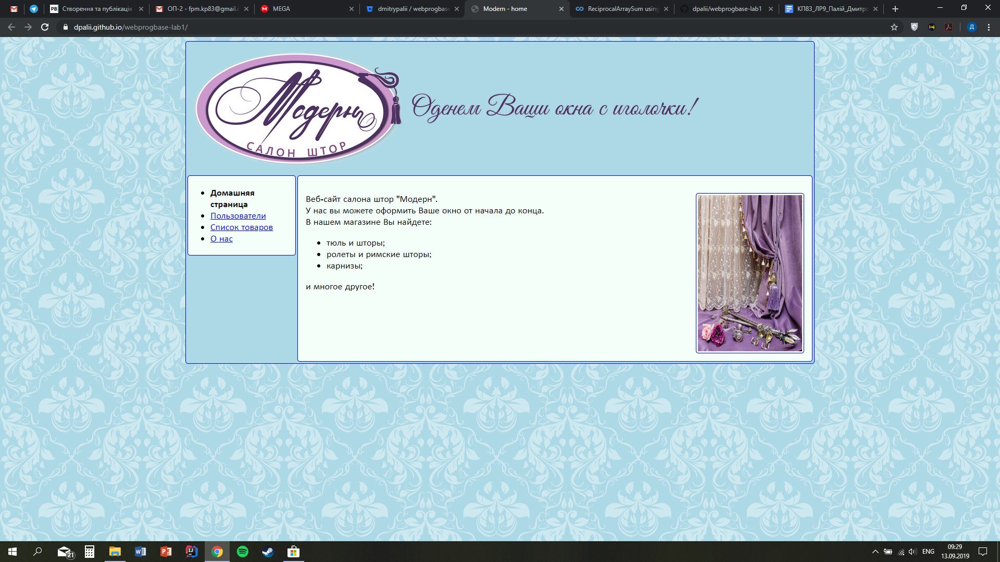 Створення та публікація
ОП-2 - fpm.kp83@gmail.c
MEGA
dmitrypalii / webprogbase
Modern - home
ReciprocalArraySum using
dpalii/webprogbase-lab1
КП83_ЛР9_Палій_Дмитро
dpalii.github.io/webprogbase-lab1/
Д
Модернъ
САЛОН ШТОР
Оденем Ваши окна с иголочки!
Домашняя
страница
Пользователи
Список товаров
О нас
Веб-сайт салона штор "Модерн".
У нас вы можете оформить Ваше окно от начала до конца.
В нашем магазине Вы найдете:
тюль и шторы;
ролеты и римские шторы;
карнизы;
и многое другое!
21
ENG
09:29
13.09.2019